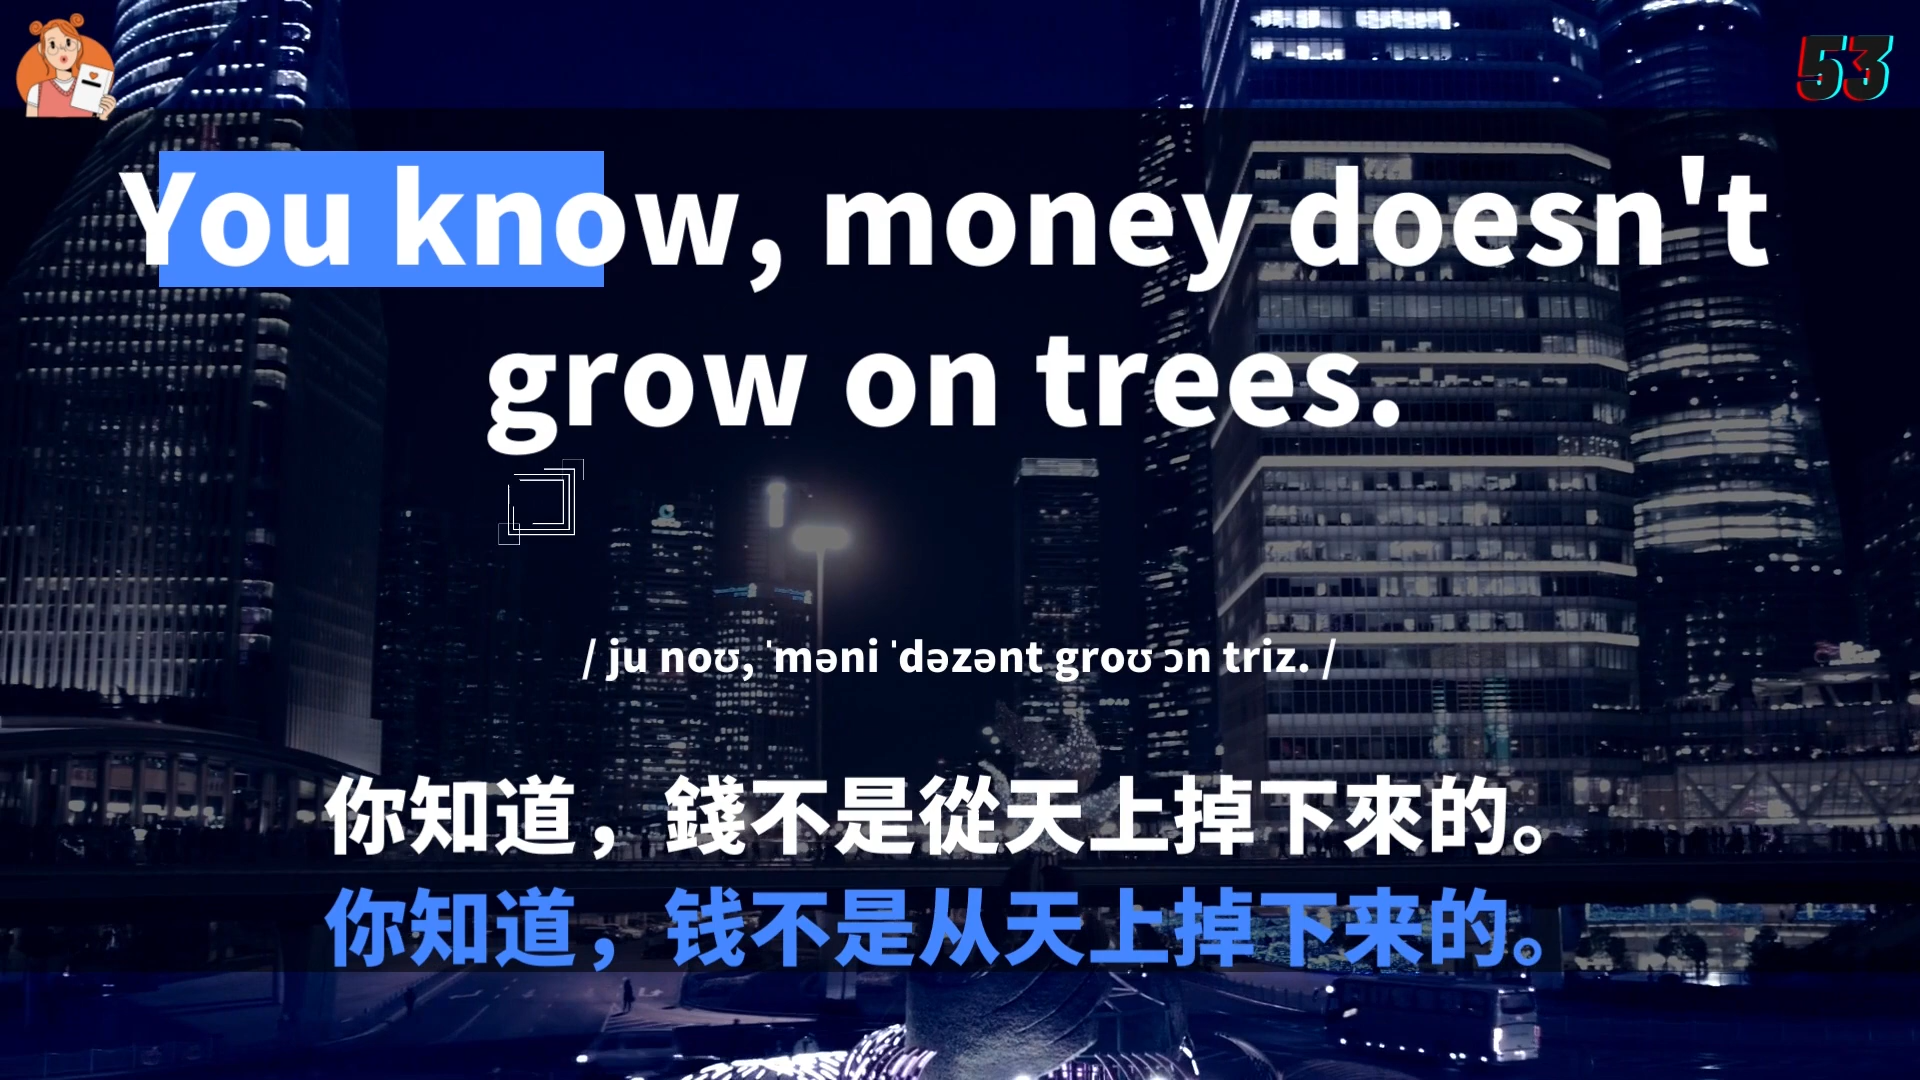 53
You know, money doesn't
grow on trees.
/ ju noʊ, ˈməni ˈdəzənt groʊ ɔn triz. /
你知道，錢不是從天上掉下來的。
你知道，钱不是从天上掉下来的。